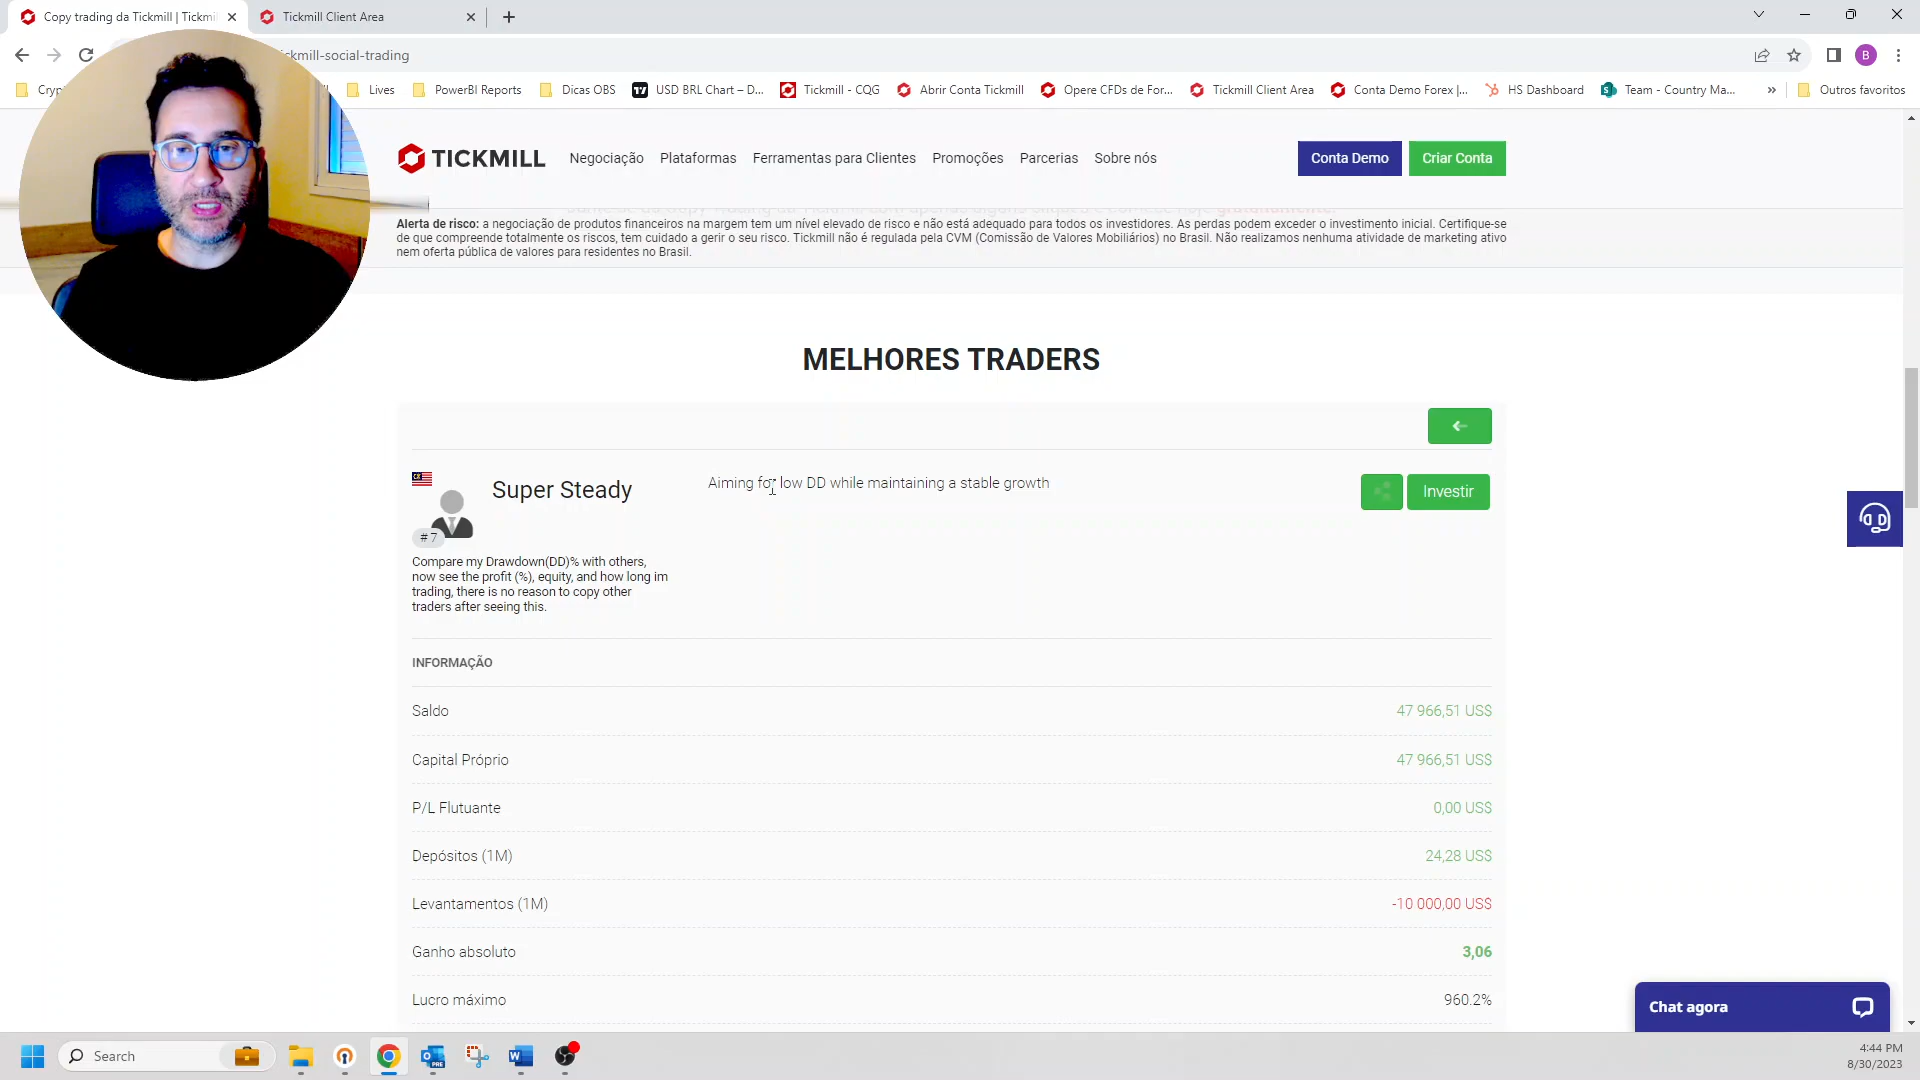 Copy trading da Tickmill | Tickmi
Tickmill Client Area
ckmill-social-trading
B
Cryp
Lives
PowerBI Reports
Dicas OBS
USD BRL Chart – D...
Tickmill - CQG
Abrir Conta Tickmill
Opere CFDs de For...
Tickmill Client Area
Conta Demo Forex |...
HS Dashboard
Team - Country Ma...
Outros favoritos
TICKMILL
Negociação
Plataformas
Ferramentas para Clientes
Promoções
Parcerias
Sobre nós
Conta Demo
Criar Conta
Alerta de risco: a negociação de produtos financeiros na margem tem um nível elevado de risco e não está adequado para todos os investidores. As perdas podem exceder o investimento inicial. Certifique-se
de que compreende totalmente os riscos, tem cuidado a gerir o seu risco. Tickmill não é regulada pela CVM (Comissão de Valores Mobiliários) no Brasil. Não realizamos nenhuma atividade de marketing ativo
nem oferta pública de valores para residentes no Brasil.
MELHORES TRADERS
Super Steady
Aiming for low DD while maintaining a stable growth
Investir
#7
Compare my Drawdown(DD)% with others,
now see the profit (%), equity, and how long im
trading, there is no reason to copy other
traders after seeing this.
INFORMAÇÃO
Saldo 47 966,51 US$
Capital Próprio 47 966,51 US$
P/L Flutuante 0,00 US$
Depósitos (1M) 24,28 US$
Levantamentos (1M) -10 000,00 US$
Ganho absoluto 3,06
Lucro máximo 960.2%
Chat agora
Search
4:44 PM
8/30/2023